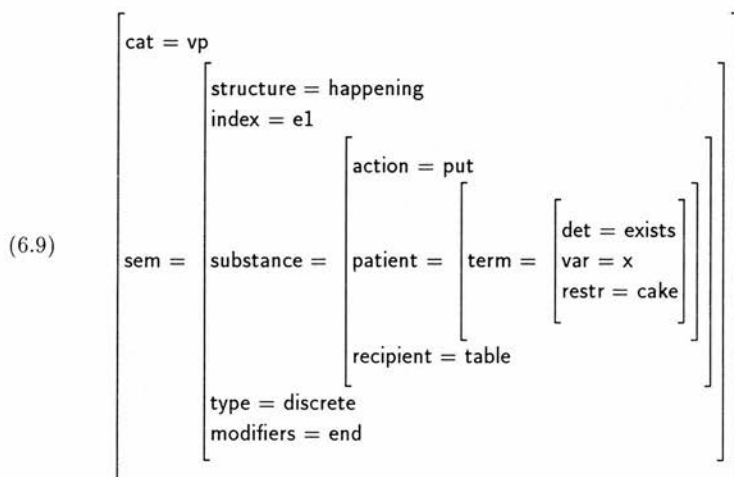 cat = vp
structure = happening
index = e1
action = put
det = exists
(6.9) sem = substance = patient = term = var = x
restr = cake
recipient = table
type = discrete
modifiers = end